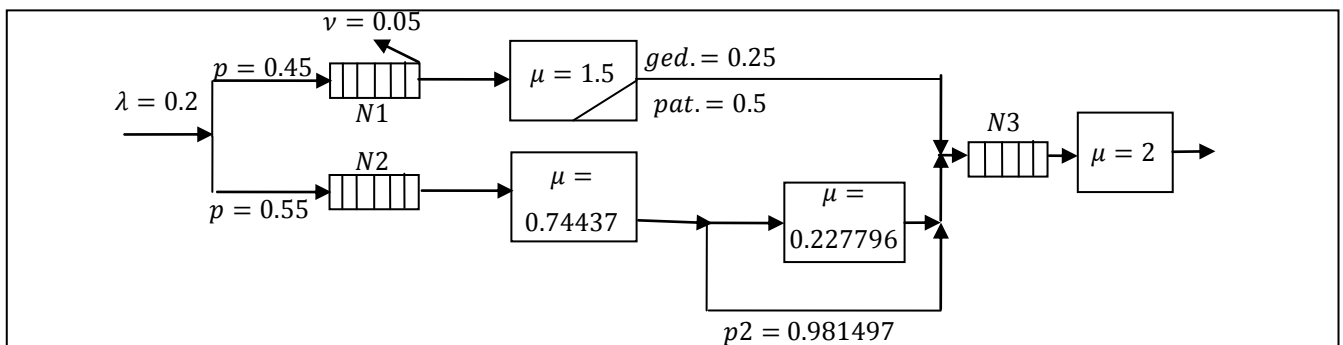 ν = 0.05
p = 0.45
μ = 1.5
ged. = 0.25
pat. = 0.5
λ = 0.2
N1
N3
μ = 2
N2
p = 0.55
μ =
0.74437
μ =
0.227796
p2 = 0.981497